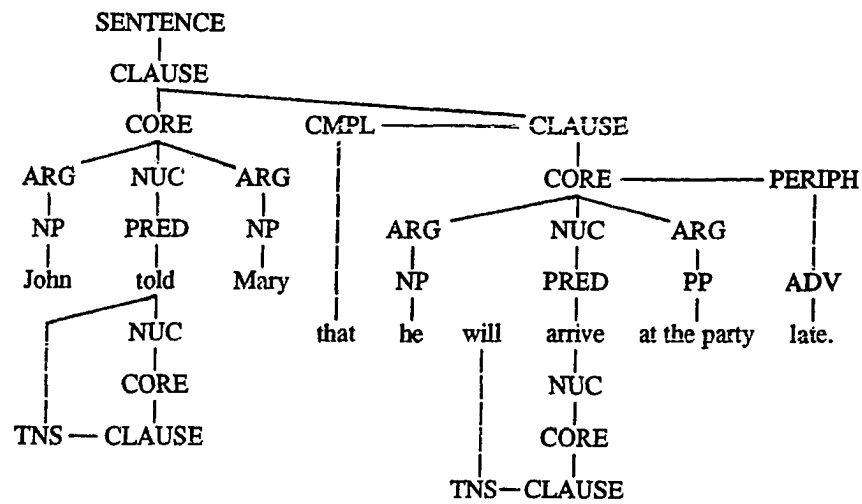 SENTENCE
CLAUSE
CORE CMPL CLAUSE
ARG NUC ARG CORE PERIPH
NP PRED NP ARG NUC ARG
John told Mary NP PRED PP ADV
NUC that he will arrive at the party late.
CORE NUC
TNS CLAUSE CORE
TNS CLAUSE